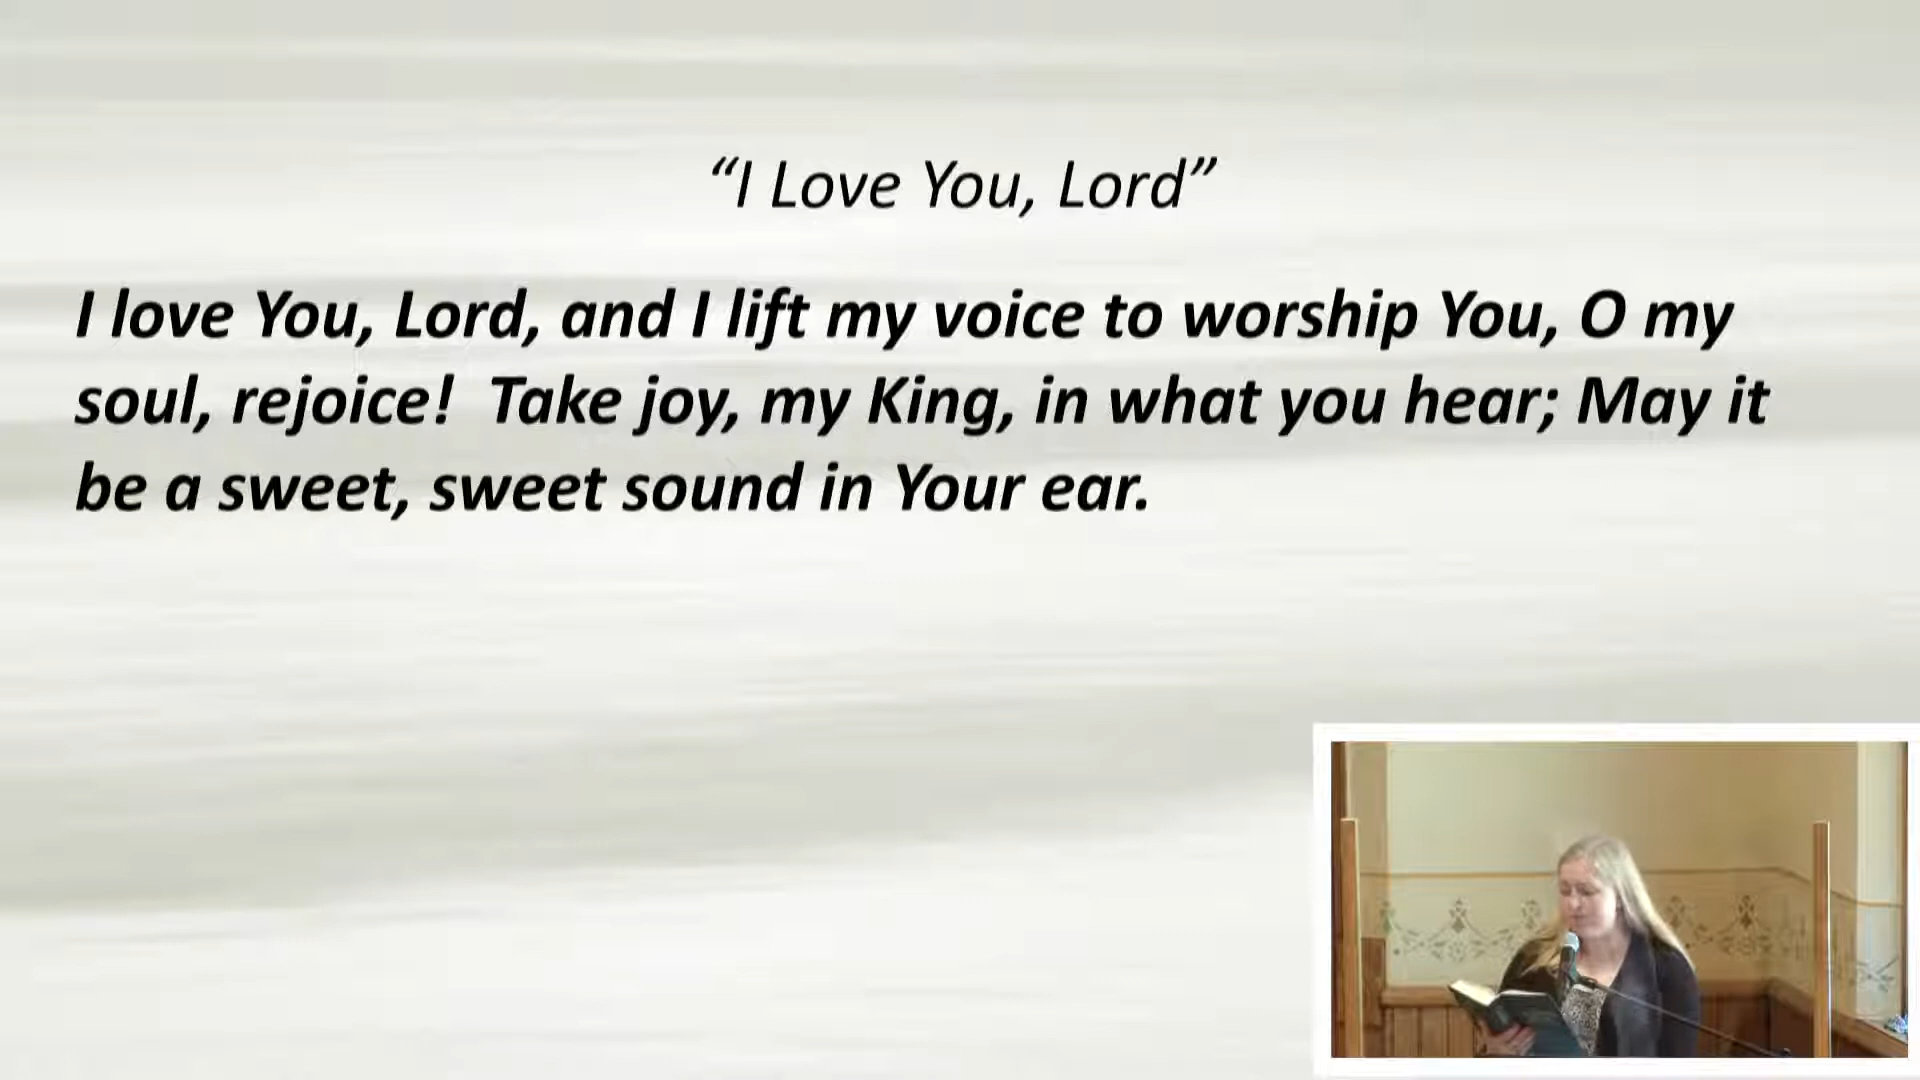 “I Love You, Lord”
I love You, Lord, and I lift my voice to worship You, O my
soul, rejoice!  Take joy, my King, in what you hear; May it
be a sweet, sweet sound in Your ear.